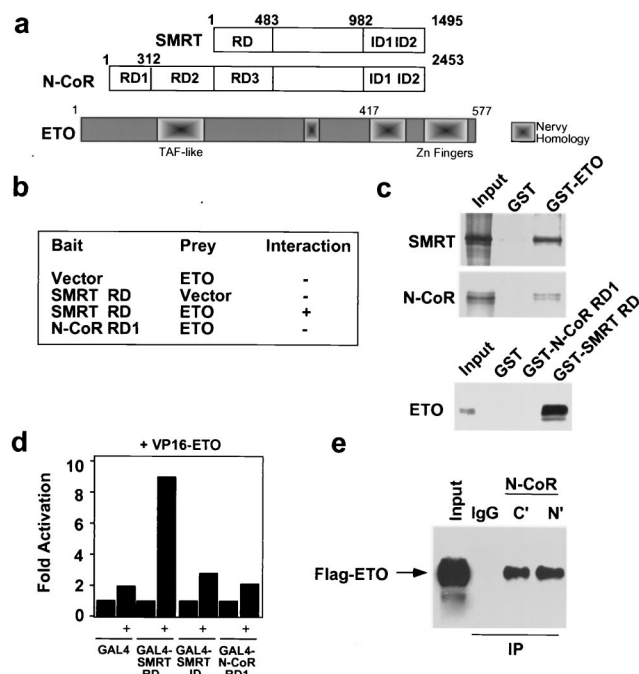 a
1 483 982 1495
SMRT RD ID1 ID2
1 312 2453
N-CoR RD1 RD2 RD3 ID1 ID2
1 417 577
ETO
TAF-like Zn Fingers
Nervy
Homology
b
Bait Prey Interaction
Vector ETO -
SMRT RD Vector -
SMRT RD ETO +
N-CoR RD1 ETO -
c
Input GST GST-ETO
SMRT
N-CoR
Input GST GST-N-CoR RD1 GST-SMRT RD
ETO
d
+ VP16-ETO
Fold Activation
10
8
6
4
2
0
+ + + +
GAL4 GAL4- GAL4- GAL4-
SMRT SMRT N-CoR
RD ID RD1
e
N-CoR
Input IgG C' N'
Flag-ETO
IP